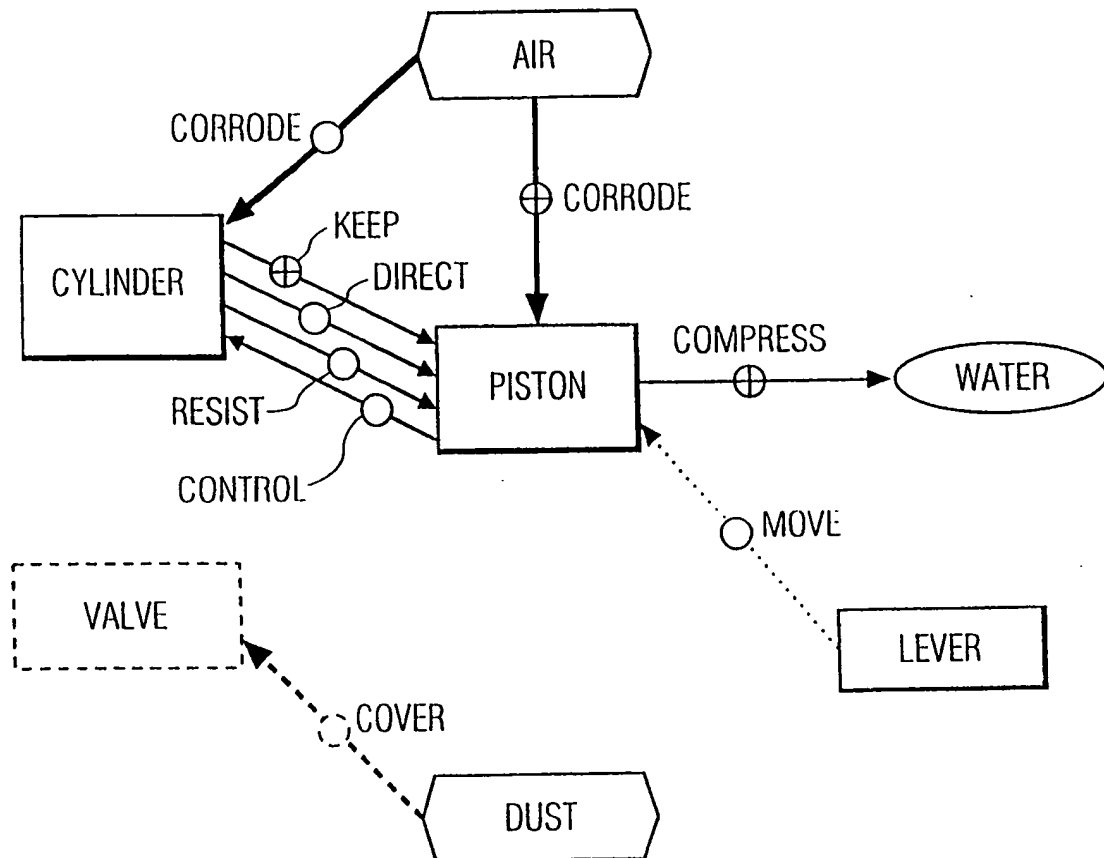 AIR
CORRODE
CORRODE
KEEP
CYLINDER
DIRECT
COMPRESS
PISTON
WATER
RESIST
CONTROL
MOVE
VALVE
LEVER
COVER
DUST